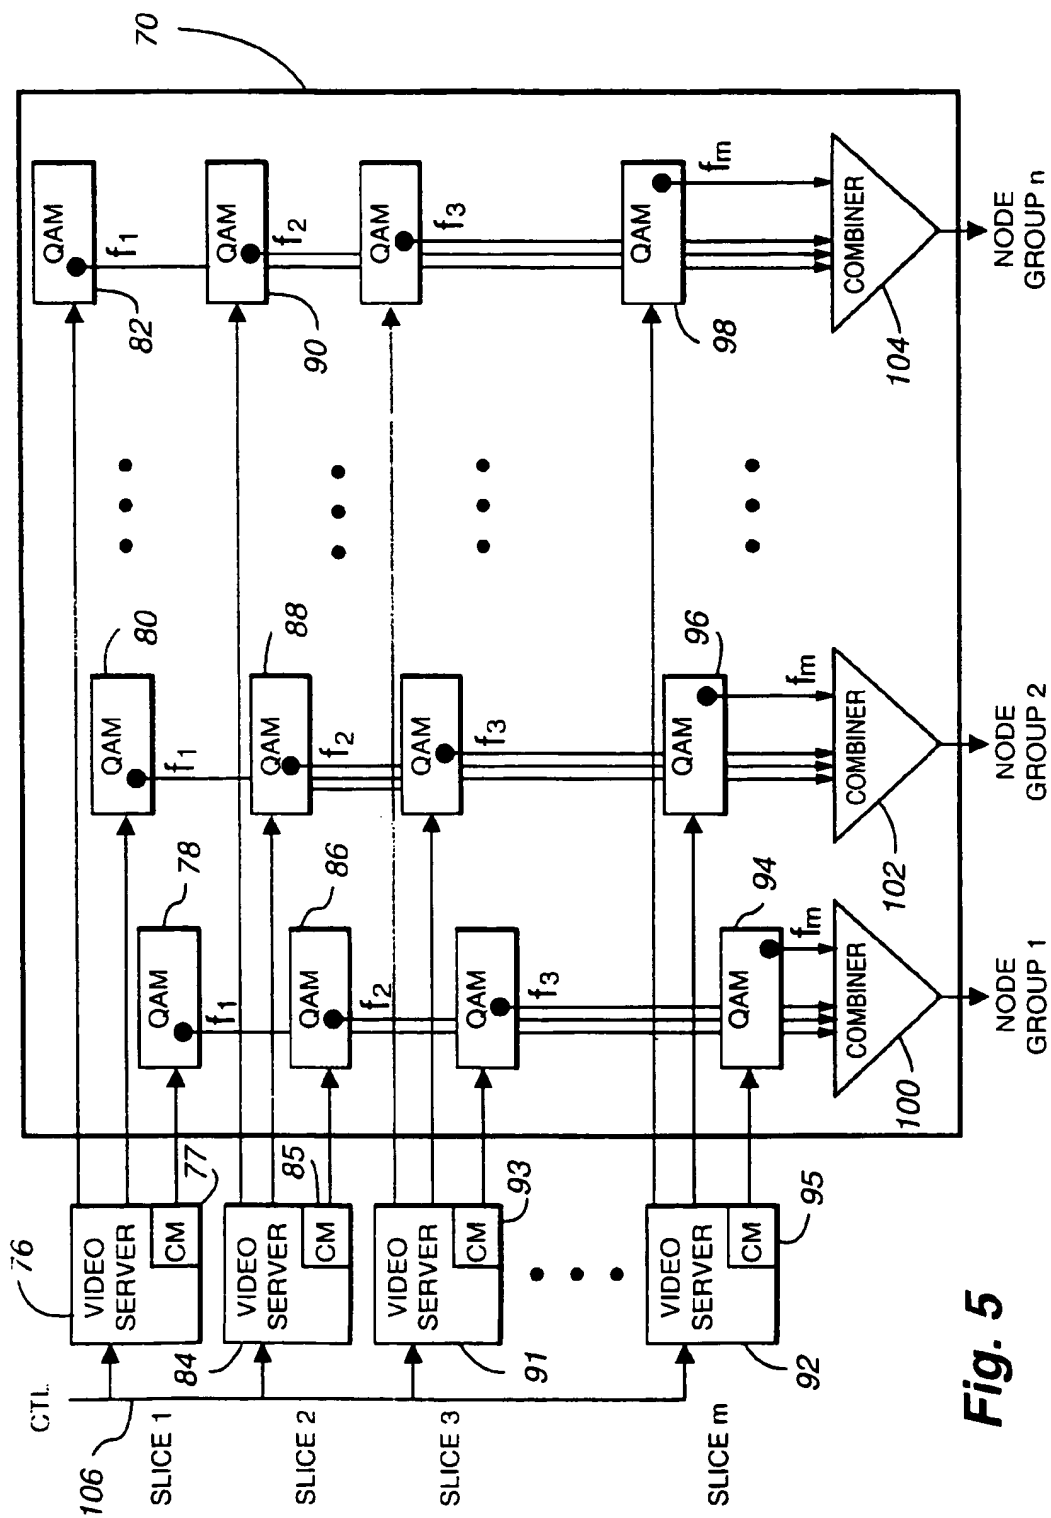 CTL
106
SLICE 1
SLICE 2
SLICE 3
SLICE m
76
VIDEO
SERVER
CM
77
84
VIDEO
SERVER
CM
85
91
VIDEO
SERVER
CM
93
92
VIDEO
SERVER
CM
95
70
QAM
78
f1
QAM
80
f1
QAM
82
f1
QAM
86
f2
QAM
88
f2
QAM
90
f2
QAM
f3
QAM
f3
QAM
f3
QAM
94
fm
QAM
96
fm
QAM
98
fm
COMBINER
100
COMBINER
102
COMBINER
104
NODE
GROUP 1
NODE
GROUP 2
NODE
GROUP n
Fig. 5